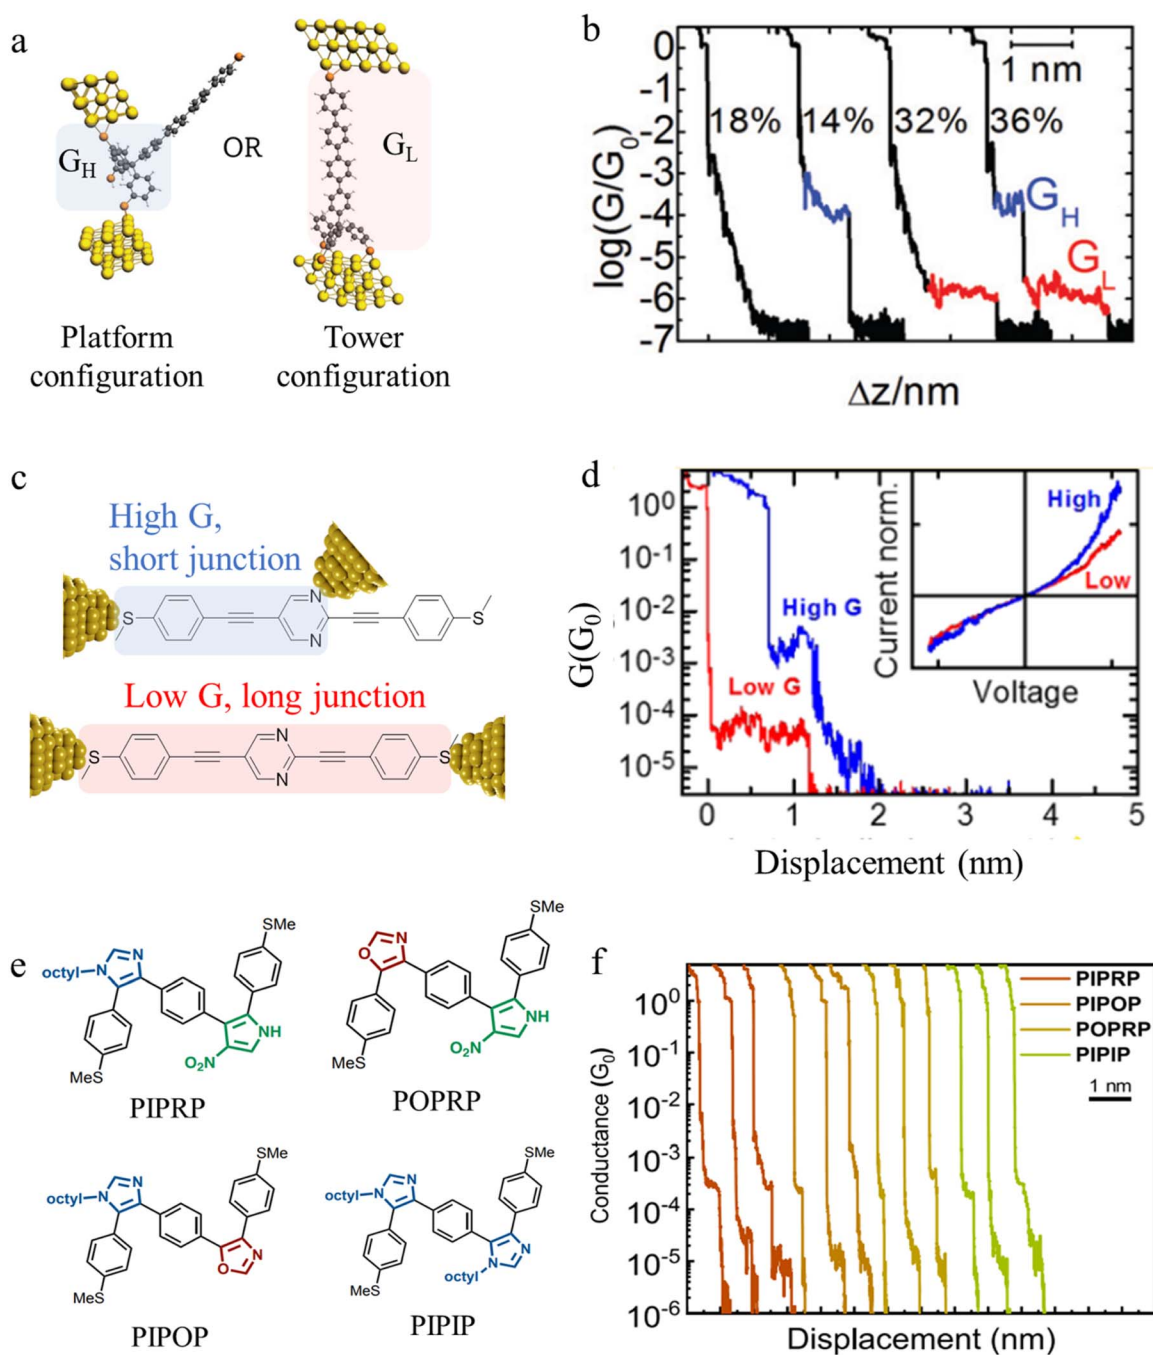 a
G_H
OR
G_L
Platform
configuration
Tower
configuration
b
0
-1
-2
-3
-4
-5
-6
-7
log(G/G_0)
18%
14%
32%
36%
1 nm
G_H
G_L
Δz/nm
c
High G,
short junction
S
N
N
S
Low G, long junction
S
N
N
S
d
10^0
10^-1
10^-2
10^-3
10^-4
10^-5
G(G_0)
High G
Low G
Current norm.
High
Low
Voltage
0
1
2
3
4
5
Displacement (nm)
e
SMe
octyl
N
N
NH
O_2N
MeS
PIPRP
SMe
N
O
NH
O_2N
MeS
POPRP
SMe
octyl
N
N
N
O
MeS
PIPOP
SMe
octyl
N
N
N
N
octyl
MeS
PIPIP
f
10^0
10^-1
10^-2
10^-3
10^-4
10^-5
10^-6
Conductance (G_0)
PIPRP
PIPOP
POPRP
PIPIP
1 nm
Displacement (nm)